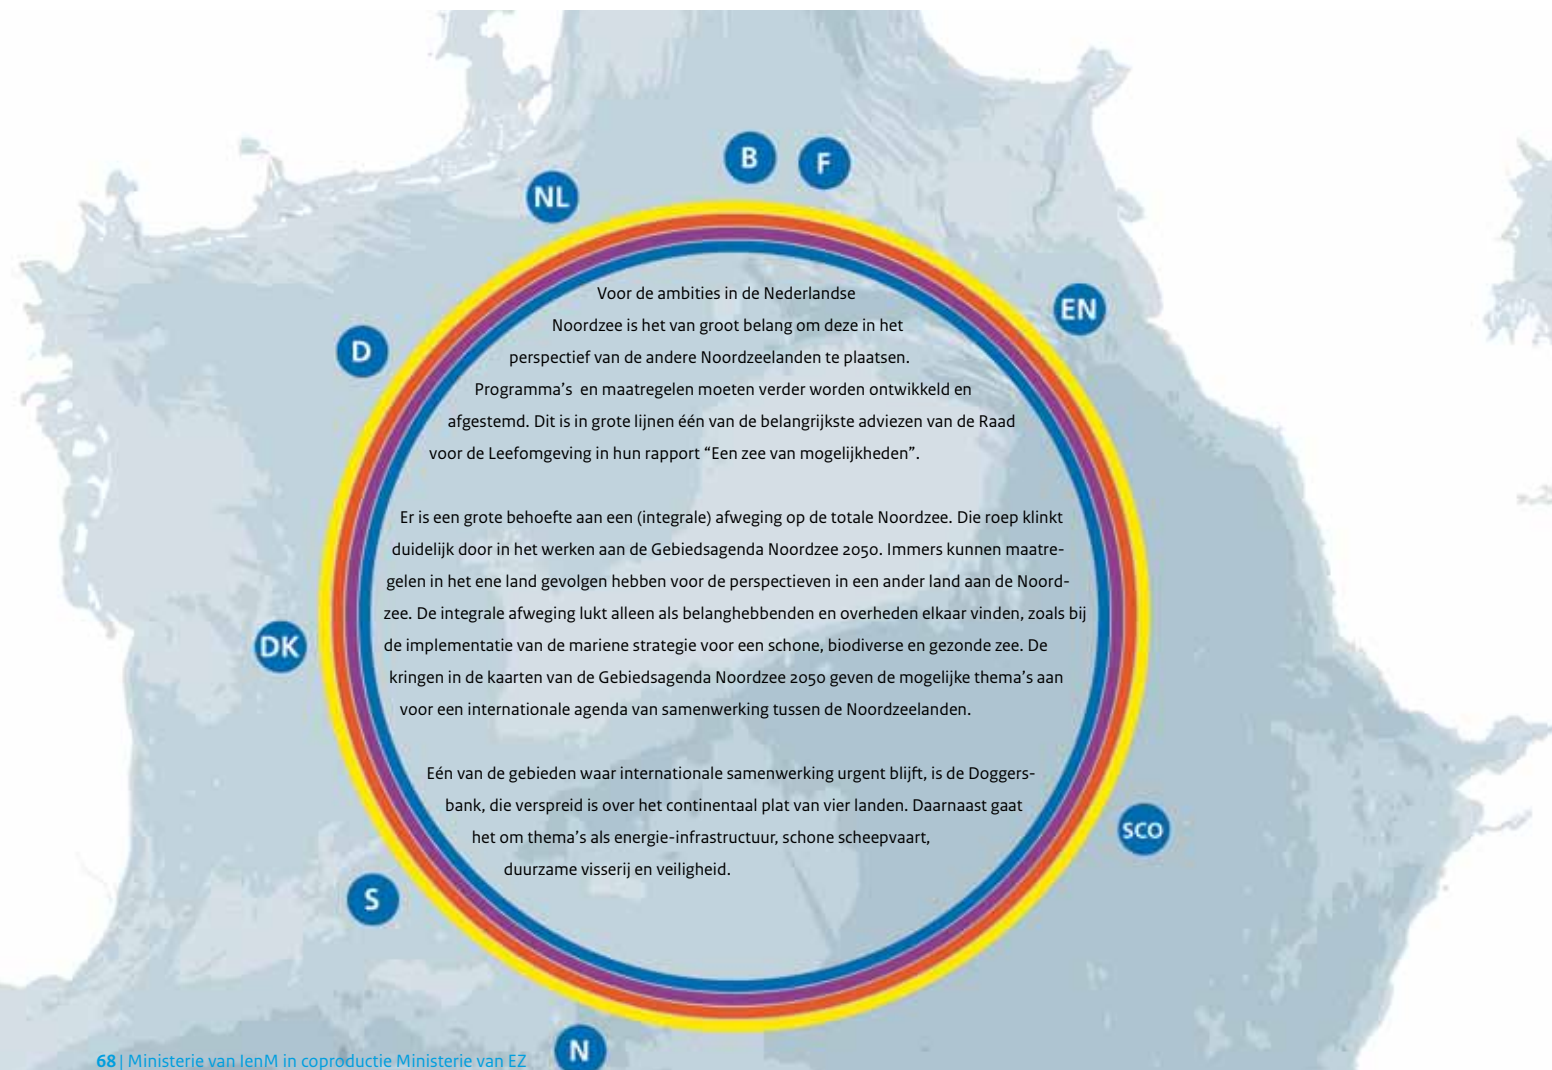 B F
NL
EN
D
Voor de ambities in de Nederlandse
Noordzee is het van groot belang om deze in het
perspectief van de andere Noordzeelanden te plaatsen.
Programma's en maatregelen moeten verder worden ontwikkeld en
afgestemd. Dit is in grote lijnen één van de belangrijkste adviezen van de Raad
voor de Leefomgeving in hun rapport “Een zee van mogelijkheden”.
Er is een grote behoefte aan een (integrale) afweging op de totale Noordzee. Die roep klinkt
duidelijk door in het werken aan de Gebiedsagenda Noordzee 2050. Immers kunnen maatre-
gelen in het ene land gevolgen hebben voor de perspectieven in een ander land aan de Noord-
zee. De integrale afweging lukt alleen als belanghebbenden en overheden elkaar vinden, zoals bij
de implementatie van de mariene strategie voor een schone, biodiverse en gezonde zee. De
kringen in de kaarten van de Gebiedsagenda Noordzee 2050 geven de mogelijke thema's aan
voor een internationale agenda van samenwerking tussen de Noordzeelanden.
Eén van de gebieden waar internationale samenwerking urgent blijft, is de Doggers-
bank, die verspreid is over het continentaal plat van vier landen. Daarnaast gaat
het om thema's als energie-infrastructuur, schone scheepvaart,
duurzame visserij en veiligheid.
DK
SCO
S
N
68 | Ministerie van IenM in coproductie Ministerie van EZ